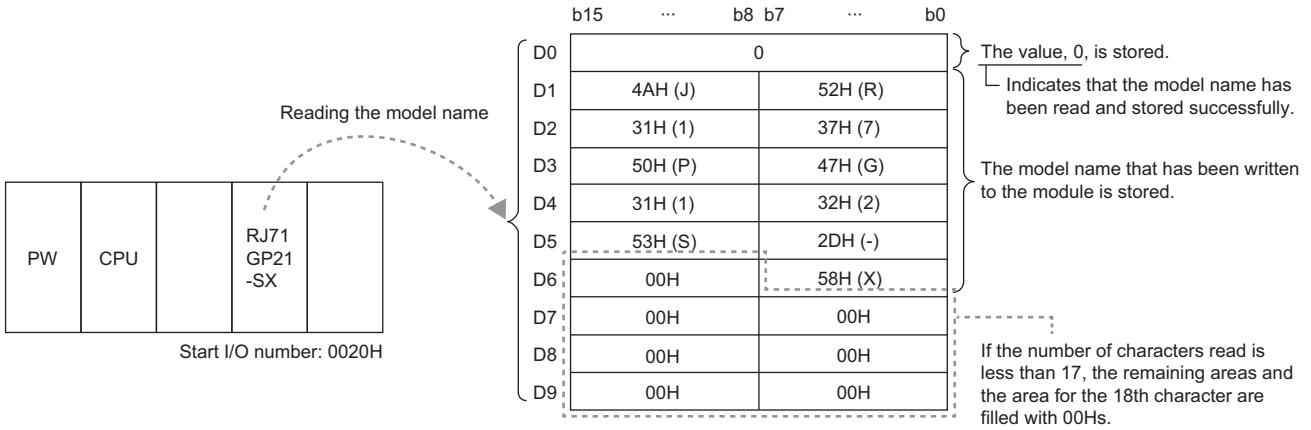 b15 ... b8 b7 ... b0
D0 0
The value, 0, is stored.
Indicates that the model name has
been read and stored successfully.
D1 4AH (J) 52H (R)
Reading the model name
D2 31H (1) 37H (7)
D3 50H (P) 47H (G)
The model name that has been written
to the module is stored.
D4 31H (1) 32H (2)
D5 53H (S) 2DH (-)
D6 00H 58H (X)
D7 00H 00H
D8 00H 00H
D9 00H 00H
PW
CPU
RJ71
GP21
-SX
Start I/O number: 0020H
If the number of characters read is
less than 17, the remaining areas and
the area for the 18th character are
filled with 00Hs.